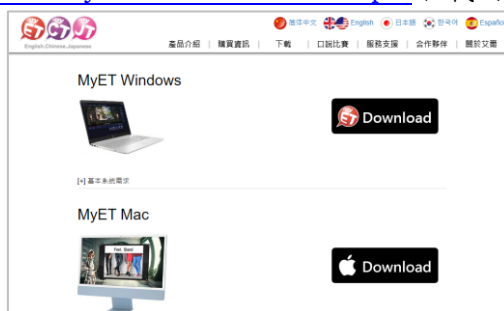 简体中文 English 日本語 한국어 Español
English.Chinese.Japanese
產品介紹 | 購買資訊 | 下載 | 口說比賽 | 服務支援 | 合作夥伴 | 關於艾爾
MyET Windows
Download
[+] 基本系統需求
MyET Mac
Download